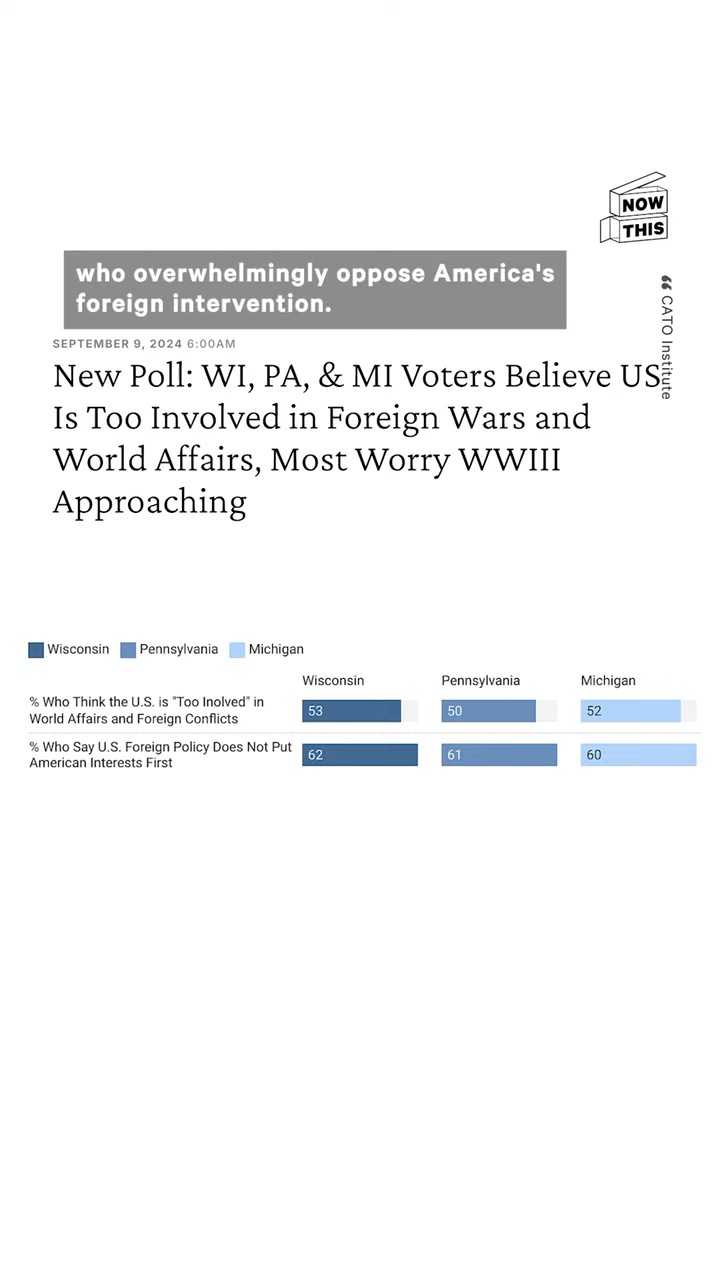 NOW
THIS
who overwhelmingly oppose America's
foreign intervention.
❝ CATO Institute
SEPTEMBER 9, 2024 6:00AM
New Poll: WI, PA, & MI Voters Believe US
Is Too Involved in Foreign Wars and
World Affairs, Most Worry WWIII
Approaching
Wisconsin Pennsylvania Michigan
Wisconsin Pennsylvania Michigan
% Who Think the U.S. is "Too Inolved" in
World Affairs and Foreign Conflicts
53 50 52
% Who Say U.S. Foreign Policy Does Not Put
American Interests First
62 61 60